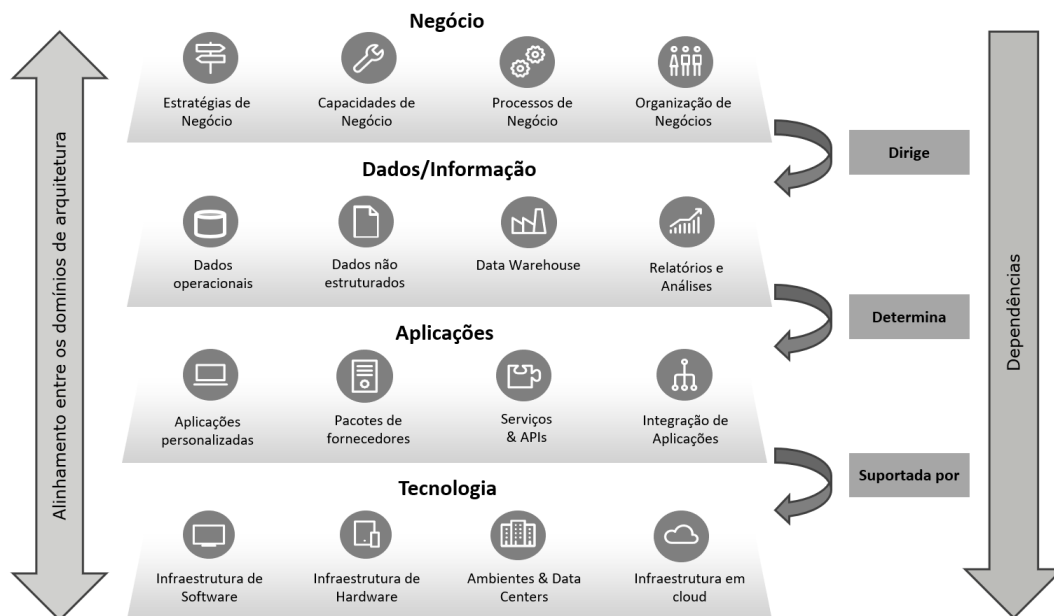 Negócio
Estratégias de
Negócio
Capacidades de
Negócio
Processos de
Negócio
Organização de
Negócios
Dirige
Dados/Informação
Dados
operacionais
Dados não
estruturados
Data Warehouse
Relatórios e
Análises
Determina
Aplicações
Aplicações
personalizadas
Pacotes de
fornecedores
Serviços
& APIs
Integração de
Aplicações
Suportada por
Tecnologia
Infraestrutura de
Software
Infraestrutura de
Hardware
Ambientes & Data
Centers
Infraestrutura em
cloud
Alinhamento entre os domínios de arquitetura
Dependências